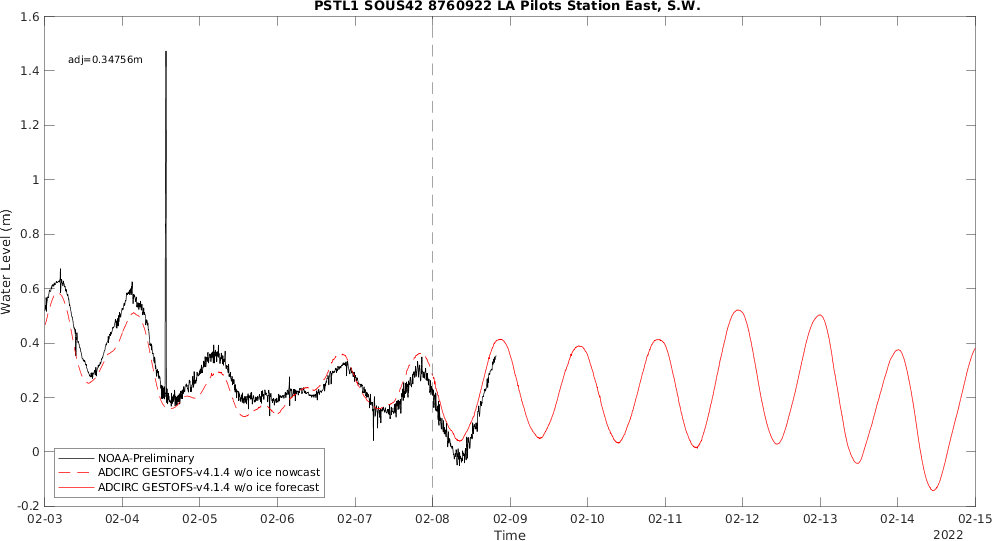 PSTL1 SOUS42 8760922 LA Pilots Station East, S.W.
1.6
adj=0.34756m
1.4
1.2
1
0.8
0.6
0.4
0.2
0
-0.2
Water Level (m)
NOAA-Preliminary
ADCIRC GESTOFS-v4.1.4 w/o ice nowcast
ADCIRC GESTOFS-v4.1.4 w/o ice forecast
02-03 02-04 02-05 02-06 02-07 02-08 02-09 02-10 02-11 02-12 02-13 02-14 02-15
Time
2022